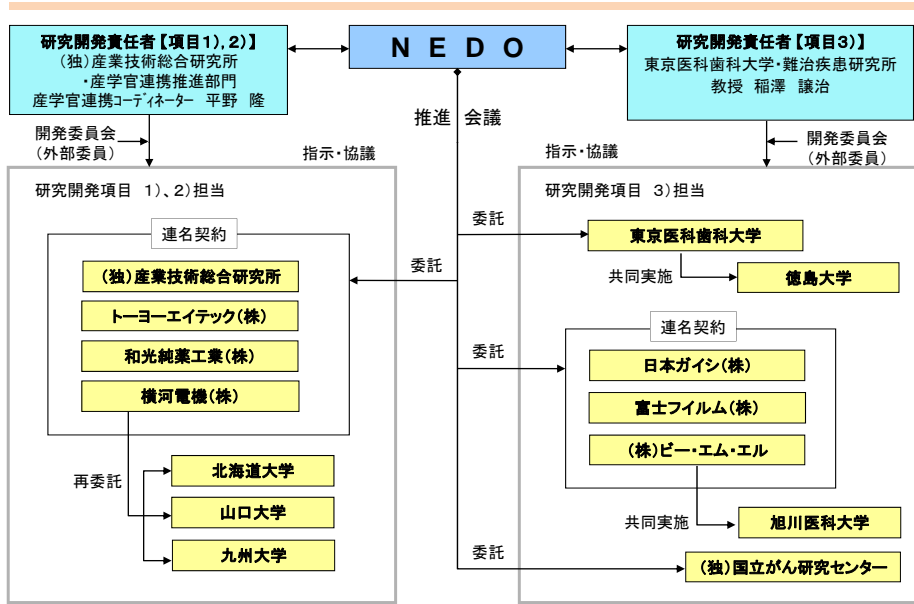 研究開発責任者【項目1),2)】
(独)産業技術総合研究所
・産学官連携推進部門
産学官連携コーディネーター 平野 隆
NEDO
研究開発責任者【項目3)】
東京医科歯科大学・難治疾患研究所
教授 稲澤 譲治
推進 会議
開発委員会
(外部委員)
指示・協議
開発委員会
(外部委員)
指示・協議
研究開発項目 1)、2)担当
連名契約
(独)産業技術総合研究所
トーヨーエイテック(株)
和光純薬工業(株)
横河電機(株)
再委託
北海道大学
山口大学
九州大学
委託
研究開発項目 3)担当
委託
東京医科歯科大学
共同実施
徳島大学
連名契約
委託
日本ガイシ(株)
富士フイルム(株)
(株)ビー・エム・エル
共同実施
旭川医科大学
委託
(独)国立がん研究センター